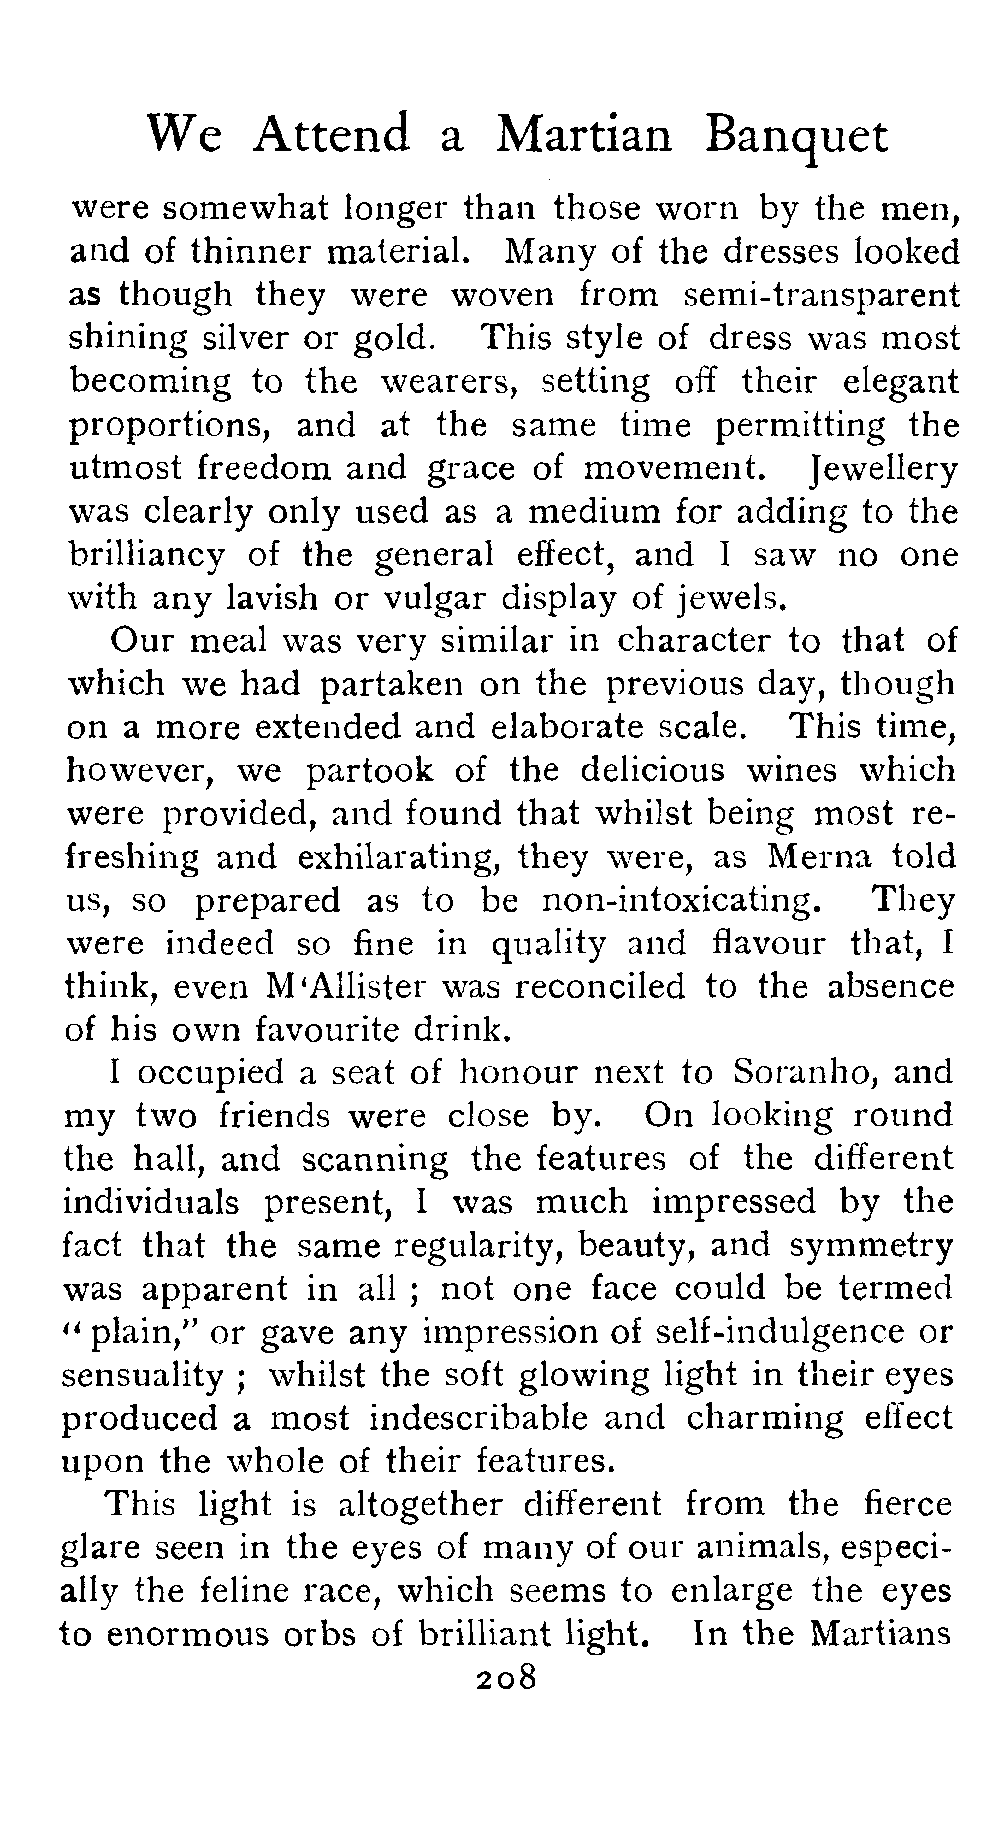 We Attend a Martian Banquet
were somewhat longer than those worn by the men,
and of thinner material. Many of the dresses looked
as though they were woven from semi-transparent
shining silver or gold. This style of dress was most
becoming to the wearers, setting off their elegant
proportions, and at the same time permitting the
utmost freedom and grace of movement. Jewellery
was clearly only used as a medium for adding to the
brilliancy of the general effect, and I saw no one
with any lavish or vulgar display of jewels.
Our meal was very similar in character to that of
which we had partaken on the previous day, though
on a more extended and elaborate scale. This time,
however, we partook of the delicious wines which
were provided, and found that whilst being most re-
freshing and exhilarating, they were, as Merna told
us, so prepared as to be non-intoxicating. They
were indeed so fine in quality and flavour that, I
think, even M‘Allister was reconciled to the absence
of his own favourite drink.
I occupied a seat of honour next to Soranho, and
my two friends were close by. On looking round
the hall, and scanning the features of the different
individuals present, I was much impressed by the
fact that the same regularity, beauty, and symmetry
was apparent in all ; not one face could be termed
“ plain,” or gave any impression of self-indulgence or
sensuality ; whilst the soft glowing light in their eyes
produced a most indescribable and charming effect
upon the whole of their features.
This light is altogether different from the fierce
glare seen in the eyes of many of our animals, especi-
ally the feline race, which seems to enlarge the eyes
to enormous orbs of brilliant light. In the Martians
208